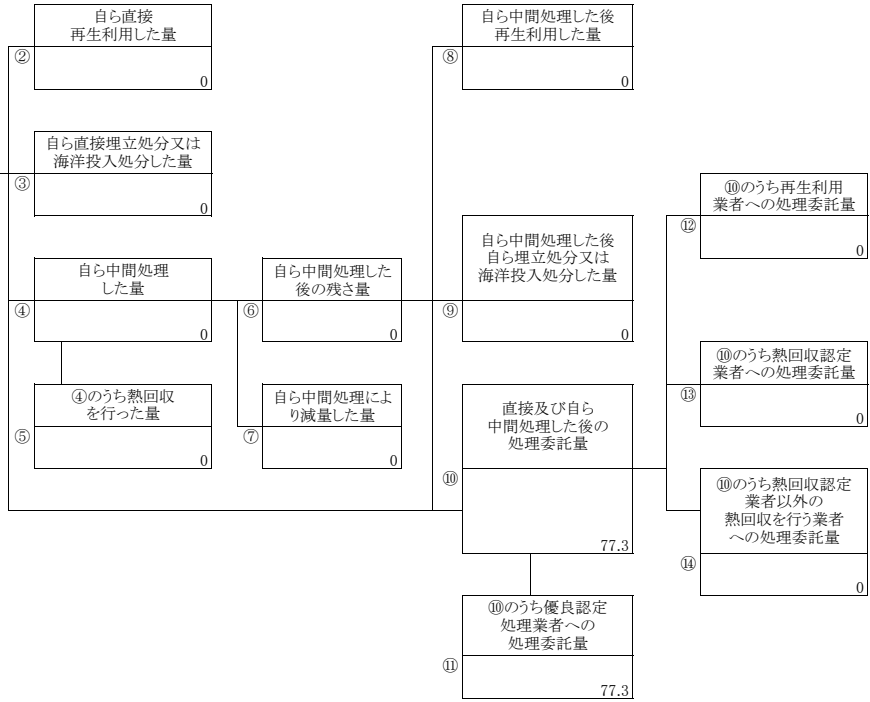 自ら直接
再生利用した量
②
0
自ら直接埋立処分又は
海洋投入処分した量
③
0
自ら中間処理
した量
④
0
④のうち熱回収
を行った量
⑤
0
自ら中間処理した
後の残さ量
⑥
0
自ら中間処理によ
り減量した量
⑦
0
自ら中間処理した後
再生利用した量
⑧
0
自ら中間処理した後
自ら埋立処分又は
海洋投入処分した量
⑨
0
直接及び自ら
中間処理した後の
処理委託量
⑩
77.3
⑩のうち優良認定
処理業者への
処理委託量
⑪
77.3
⑩のうち再生利用
業者への処理委託量
⑫
0
⑩のうち熱回収認定
業者への処理委託量
⑬
0
⑩のうち熱回収認定
業者以外の
熱回収を行う業者
への処理委託量
⑭
0